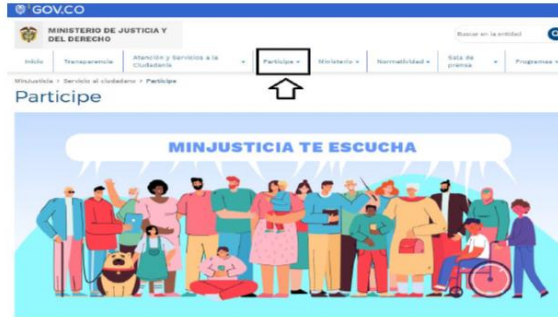 GOV.CO
MINISTERIO DE JUSTICIA Y
DEL DERECHO
Buscar en la entidad
Inicio
Transparencia
Atención y Servicios a la
Ciudadanía
Participe
Ministerio
Normatividad
Sala de
prensa
Programas
MinJusticia > Servicio al ciudadano > Participe
Participe
MINJUSTICIA TE ESCUCHA